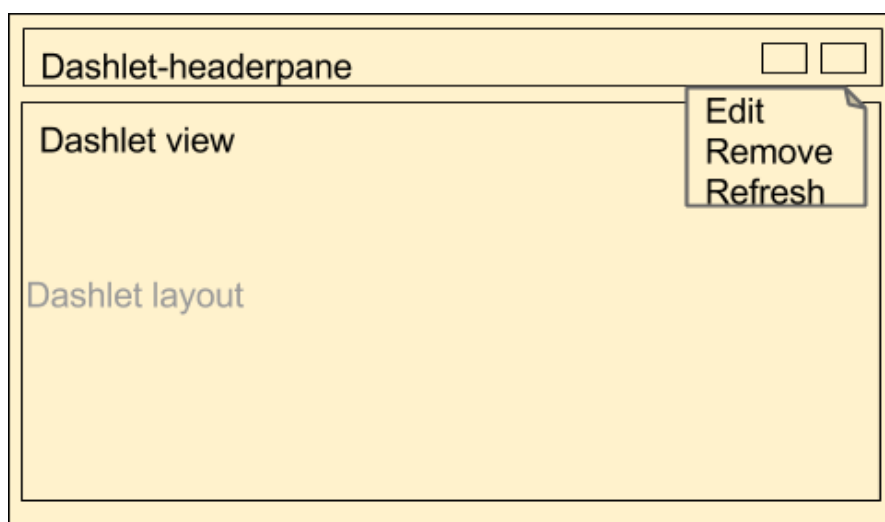 Dashlet-headerpane
Edit
Dashlet view
Remove
Refresh
Dashlet layout